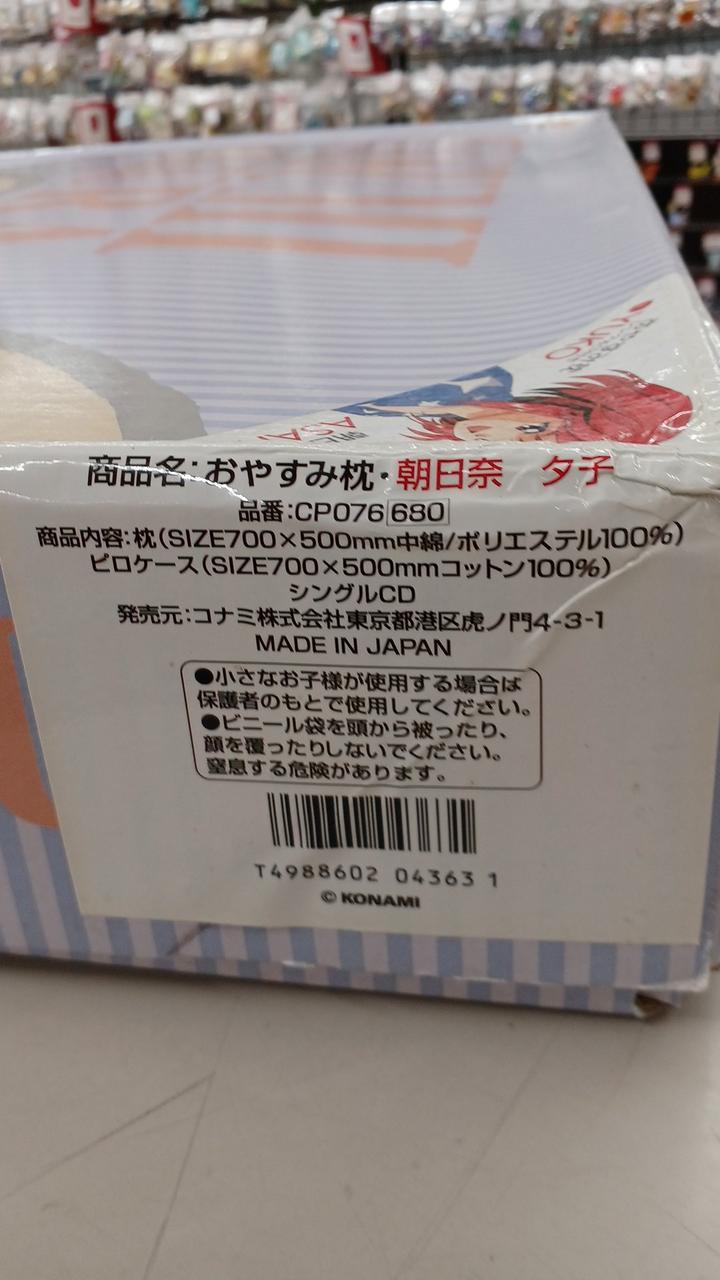 YUKO
ASA
商品名:おやすみ枕・朝日奈　夕子
品番:CP076 680
商品内容:枕(SIZE700×500mm中綿/ポリエステル100%)
ピロケース(SIZE700×500mmコットン100%)
シングルCD
発売元:コナミ株式会社東京都港区虎ノ門4-3-1
MADE IN JAPAN
●小さなお子様が使用する場合は
保護者のもとで使用してください。
●ビニール袋を頭から被ったり、
顔を覆ったりしないでください。
窒息する危険があります。
T4988602 04363 1
© KONAMI